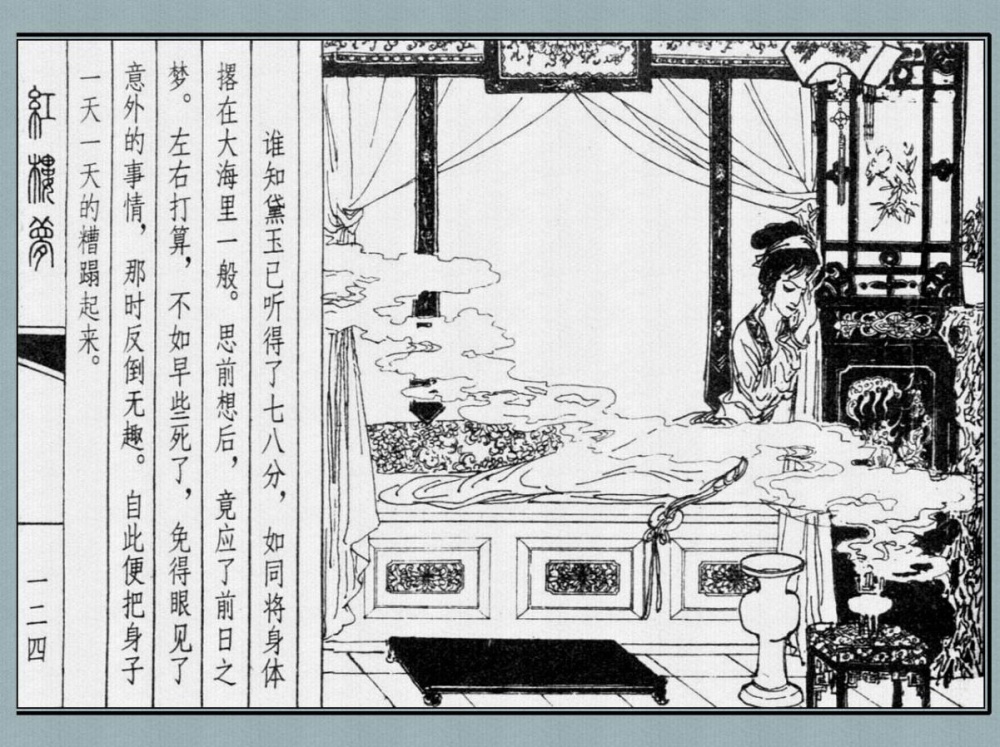 谁知黛玉已听得了七八分，如同将身体
撂在大海里一般。思前想后，竟应了前日之
梦。左右打算，不如早些死了，免得眼见了
意外的事情，那时反倒无趣。自此便把身子
一天一天的糟蹋起来。
紅樓夢
一二四